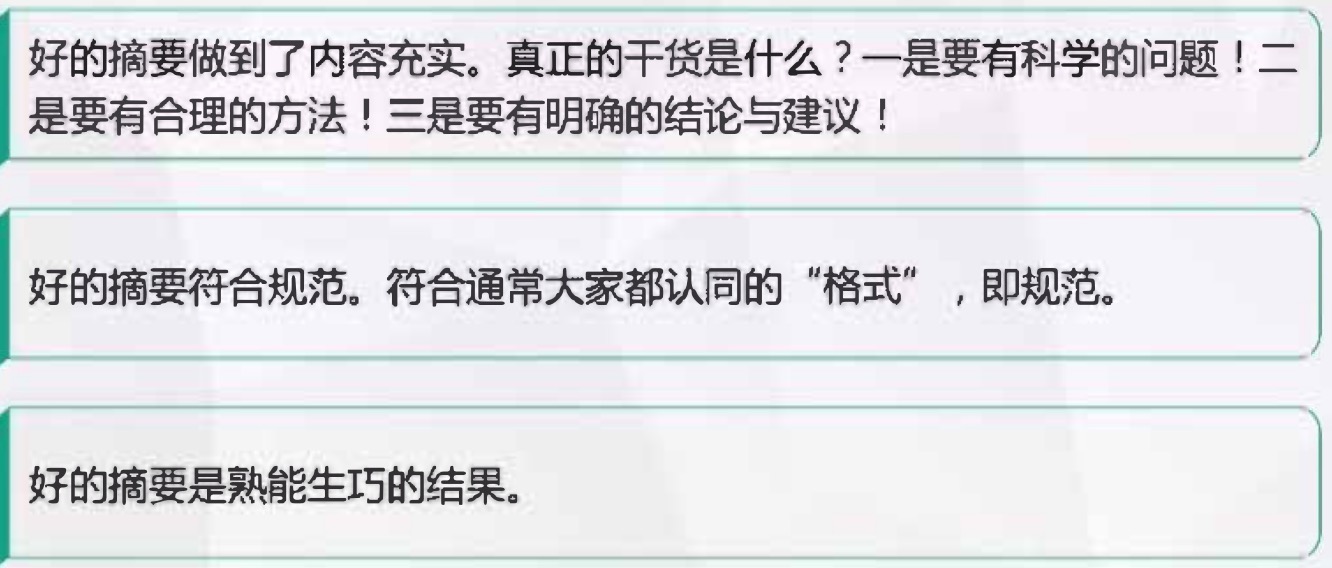 好的摘要做到了内容充实。真正的干货是什么？一是要有科学的问题！二
是要有合理的方法！三是要有明确的结论与建议！
好的摘要符合规范。符合通常大家都认同的“格式“，即规范。
好的摘要是熟能生巧的结果。